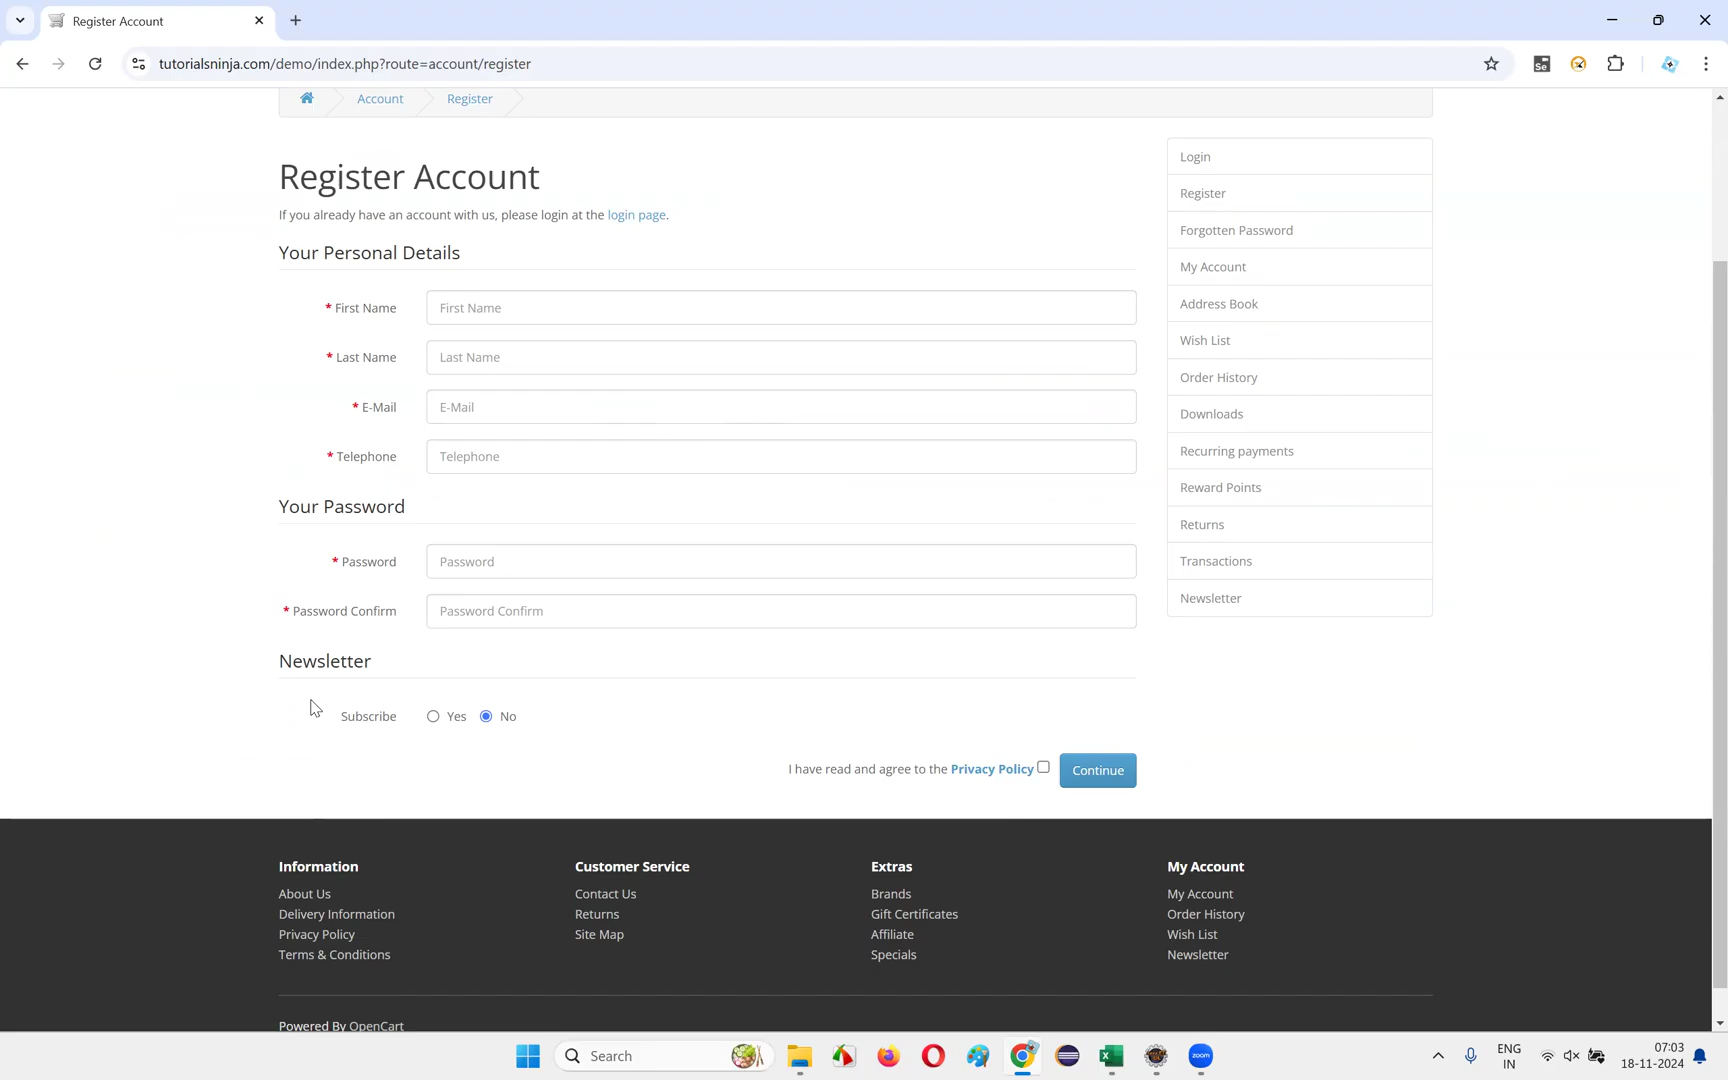 Register Account
tutorialsninja.com/demo/index.php?route=account/register
Se
Account
Register
Register Account
If you already have an account with us, please login at the login page.
Your Personal Details
* First Name
First Name
* Last Name
Last Name
* E-Mail
E-Mail
* Telephone
Telephone
Your Password
* Password
Password
* Password Confirm
Password Confirm
Newsletter
Subscribe
Yes
No
I have read and agree to the Privacy Policy
Continue
Login
Register
Forgotten Password
My Account
Address Book
Wish List
Order History
Downloads
Recurring payments
Reward Points
Returns
Transactions
Newsletter
Information
About Us
Delivery Information
Privacy Policy
Terms & Conditions
Customer Service
Contact Us
Returns
Site Map
Extras
Brands
Gift Certificates
Affiliate
Specials
My Account
My Account
Order History
Wish List
Newsletter
Powered By OpenCart
Search
zoom
ENG
IN
07:03
18-11-2024